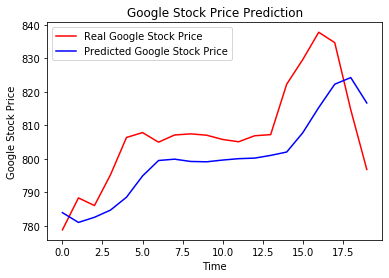 Google Stock Price Prediction
Real Google Stock Price
Predicted Google Stock Price
Google Stock Price
840
830
820
810
800
790
780
0.0 2.5 5.0 7.5 10.0 12.5 15.0 17.5
Time